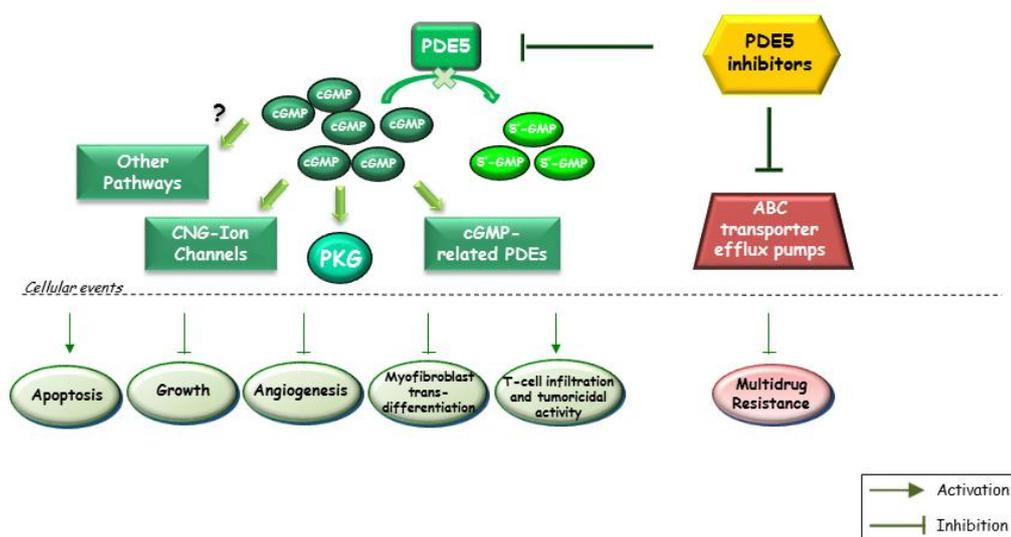 PDE5
PDE5
inhibitors
cGMP
cGMP
cGMP
cGMP
cGMP
cGMP
5'-GMP
5'-GMP
5'-GMP
?
Other
Pathways
CNG-Ion
Channels
PKG
cGMP-
related PDEs
ABC
transporter
efflux pumps
Cellular events
Apoptosis
Growth
Angiogenesis
Myofibroblast
trans-
differentiation
T-cell infiltration
and tumoricidal
activity
Multidrug
Resistance
Activation
Inhibition